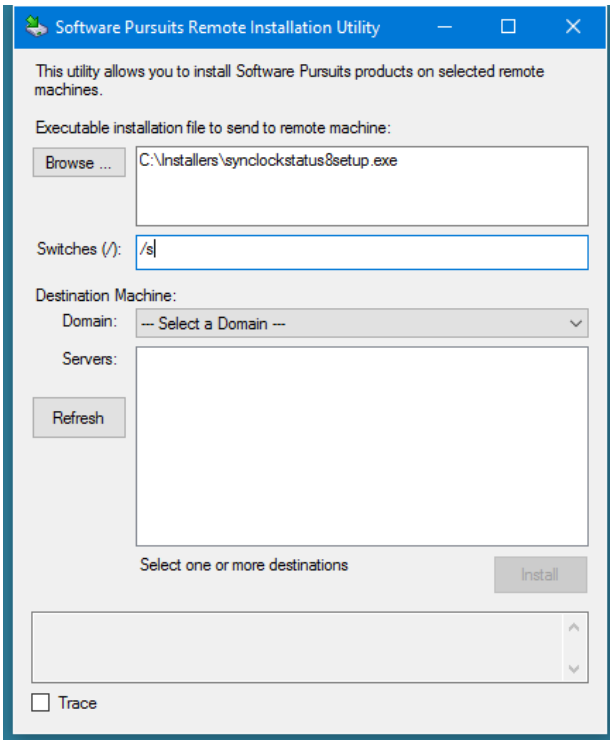 Software Pursuits Remote Installation Utility
This utility allows you to install Software Pursuits products on selected remote
machines.
Executable installation file to send to remote machine:
Browse ...
C:\Installers\synclockstatus8setup.exe
Switches (/):
/s
Destination Machine:
Domain:
--- Select a Domain ---
Servers:
Refresh
Select one or more destinations
Install
Trace